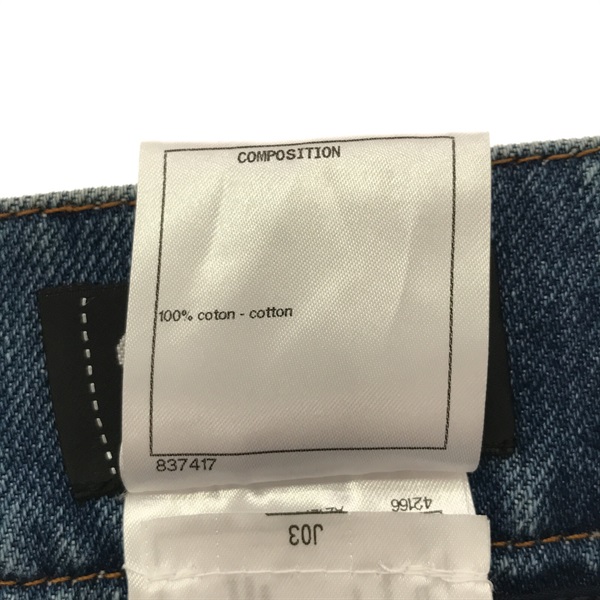 COMPOSITION
100% coton - cotton
837417
42166
J03